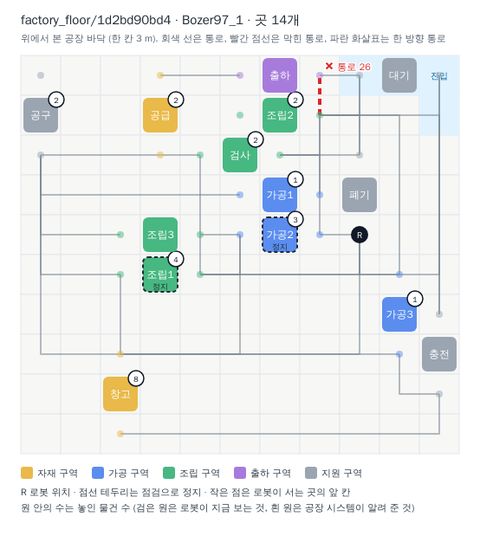 factory_floor/1d2bd90bd4 · Bozer97_1 · 곳 14개
위에서 본 공장 바닥 (한 칸 3 m). 회색 선은 통로, 빨간 점선은 막힌 통로, 파란 화살표는 한 방향 통로
출하
× 통로 26
대기
전립
공구 2
공급 2
조립2 2
검사 2
가공1 1
폐기
조립3
가공2 3
정지
R
조립1 4
정지
가공3 1
충전
창고 8
자재 구역
가공 구역
조립 구역
출하 구역
지원 구역
R 로봇 위치 · 점선 테두리는 점검으로 정지 · 작은 점은 로봇이 서는 곳의 앞 칸
원 안의 수는 놓인 물건 수 (검은 원은 로봇이 지금 보는 것, 흰 원은 공장 시스템이 알려 준 것)